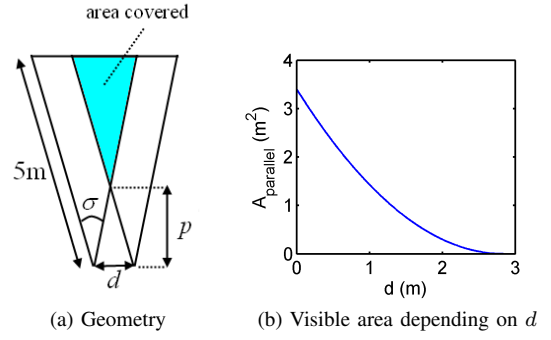 area covered
5m
σ
p
d
(a) Geometry
4
3
2
1
0
A_parallel (m²)
0 1 2 3
d (m)
(b) Visible area depending on d